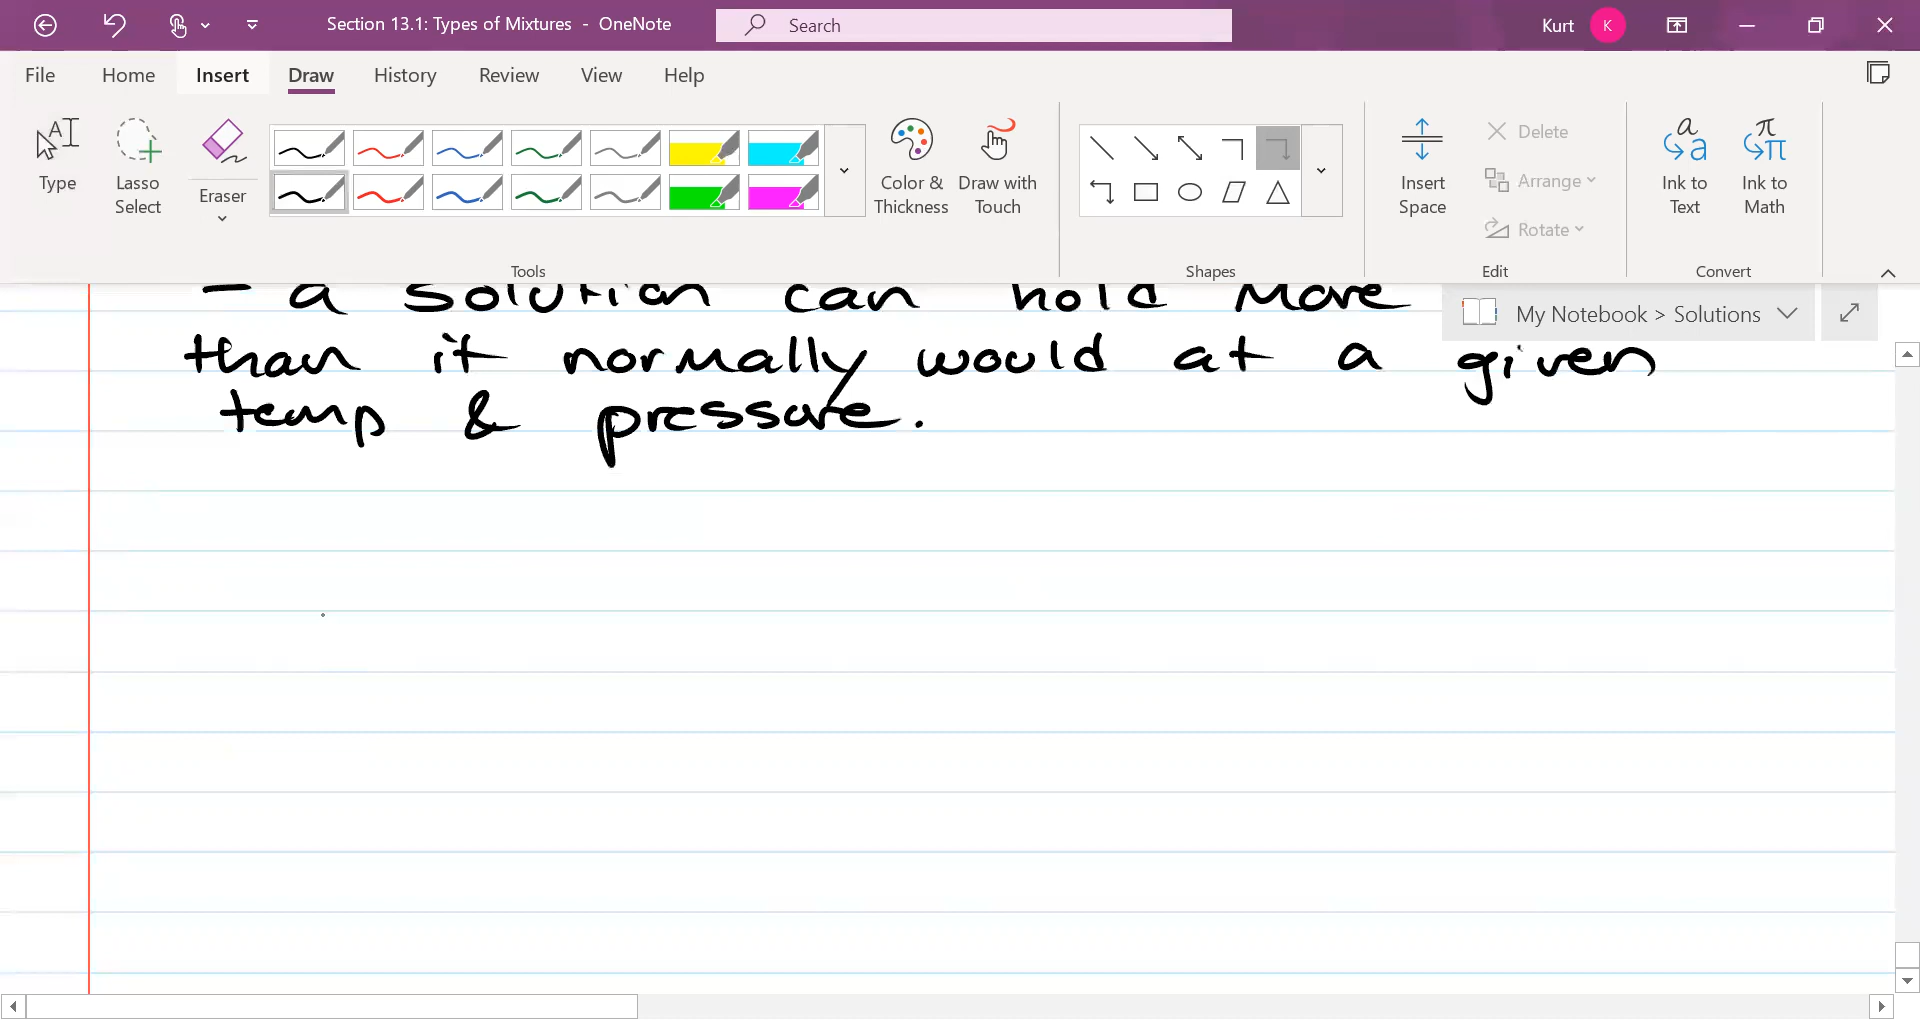 Section 13.1: Types of Mixtures - OneNote
Search
Kurt
K
File Home Insert Draw History Review View Help
Type
Lasso Select
Eraser
Color & Thickness
Draw with Touch
Insert Space
Delete
Arrange
Rotate
Ink to Text
Ink to Math
Tools
Shapes
Edit
Convert
My Notebook > Solutions
- a solution can hold more
than it normally would at a given
temp & pressure.